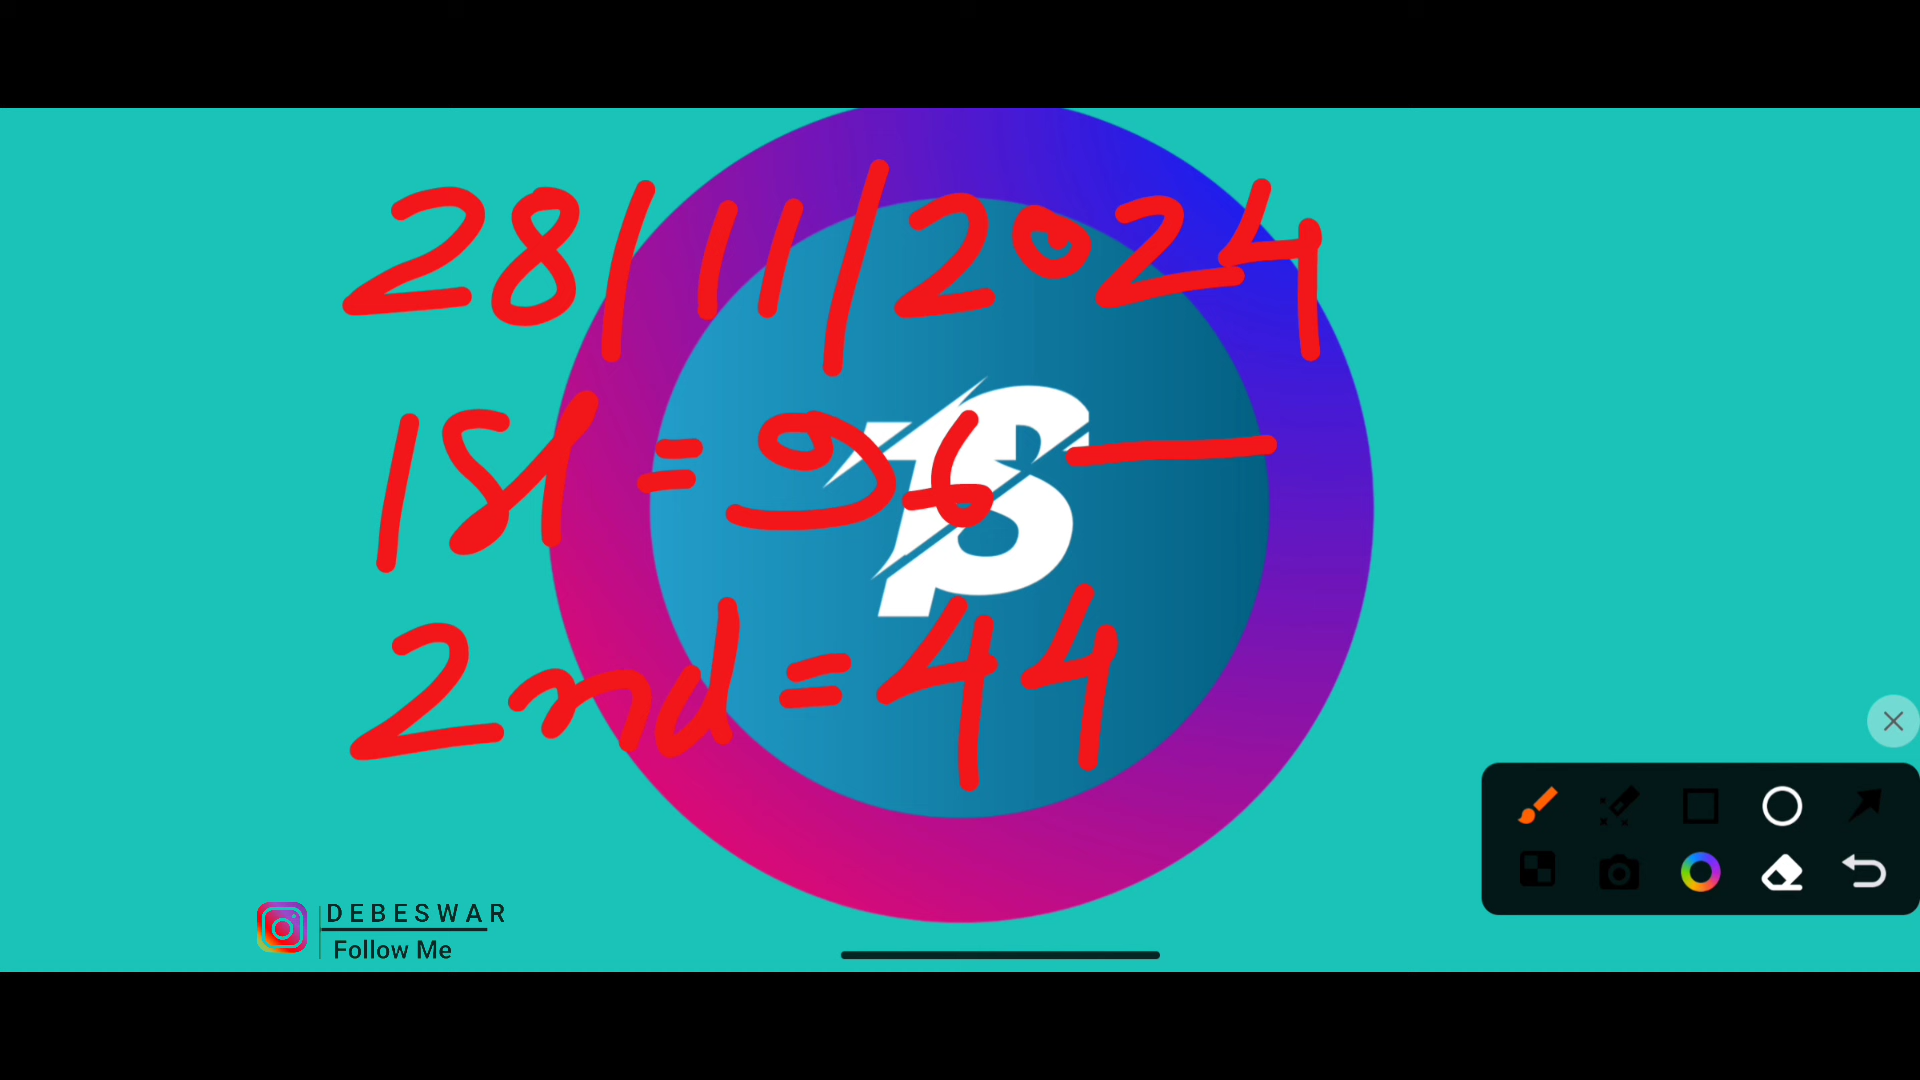 28/11/2024
1st = 96 —
2nd = 44
DEBESWAR
Follow Me